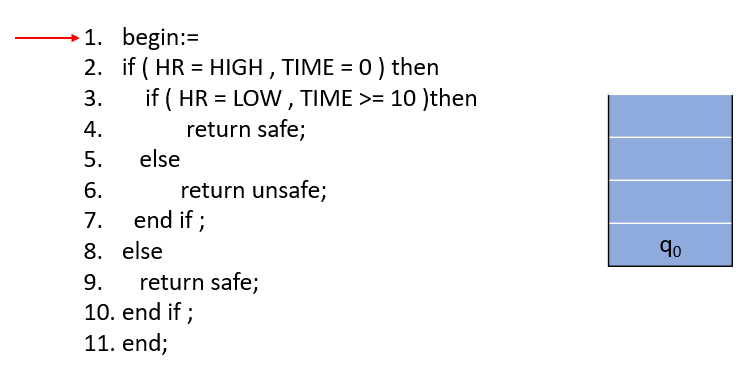 1. begin:=
2. if ( HR = HIGH , TIME = 0 ) then
3. if ( HR = LOW , TIME >= 10 )then
4. return safe;
5. else
6. return unsafe;
7. end if ;
8. else
9. return safe;
10. end if ;
11. end;
q₀